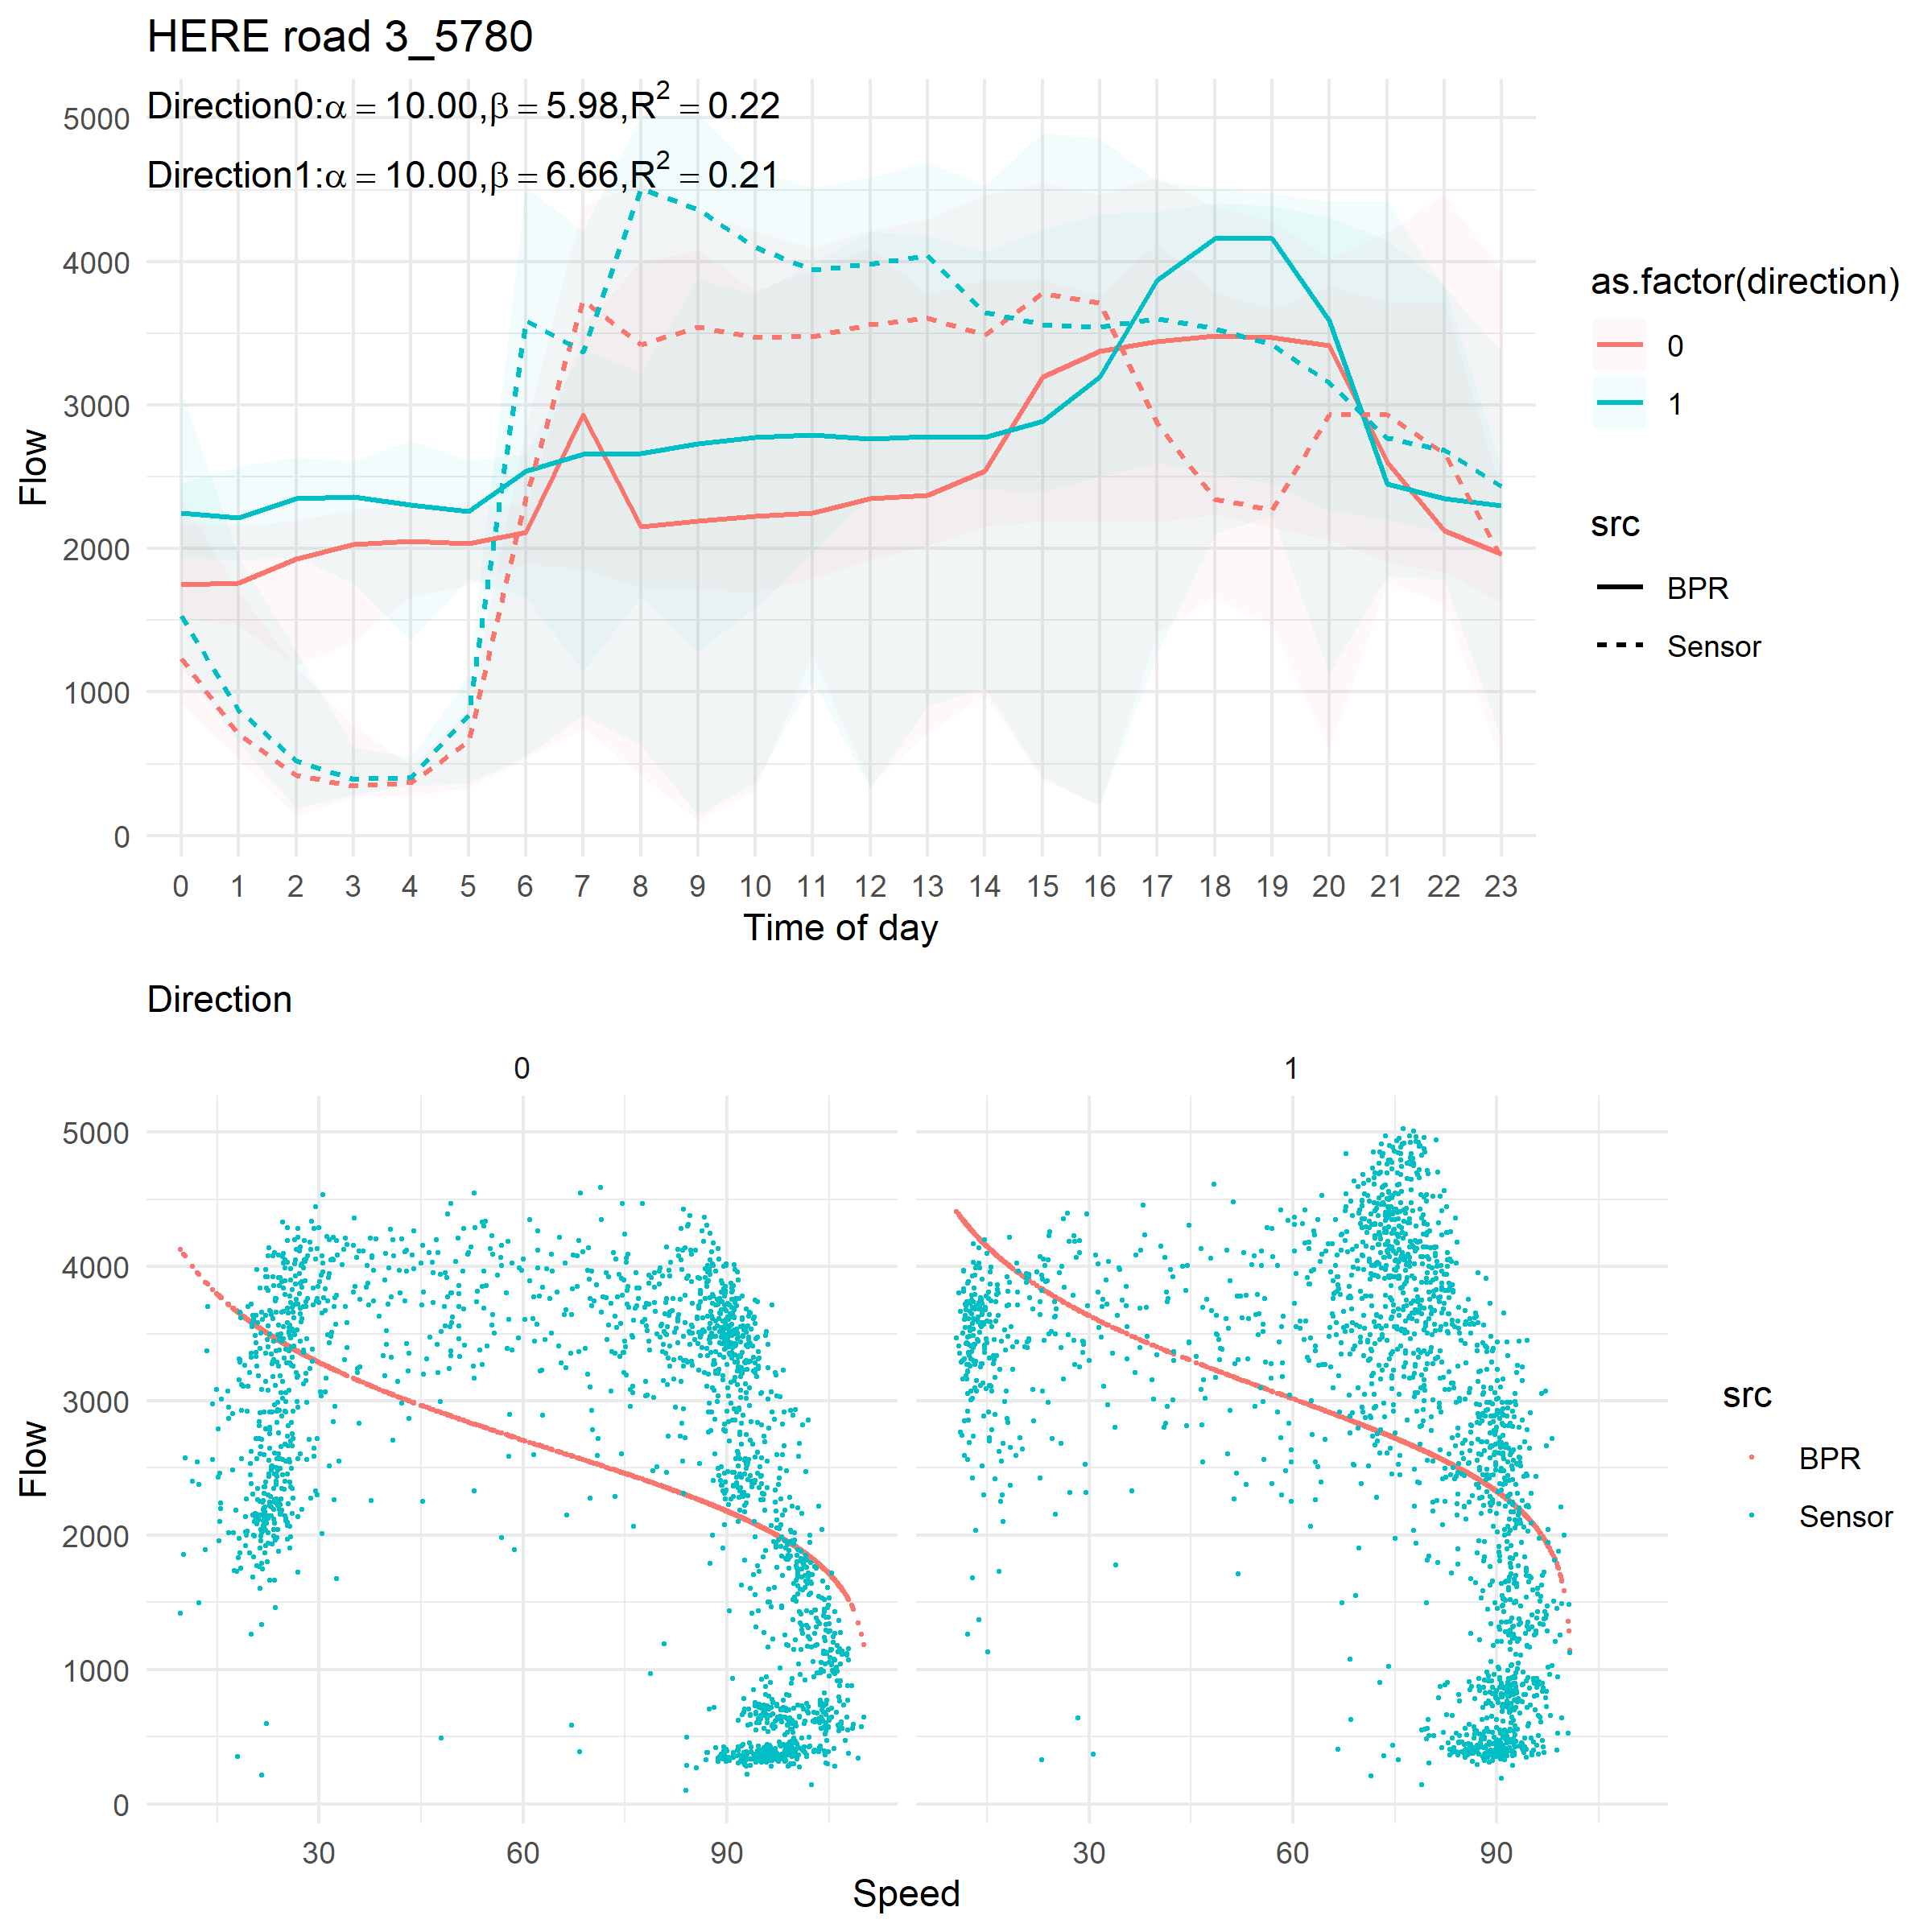 HERE road 3_5780
Direction0:α = 10.00,β = 5.98,R² = 0.22
Direction1:α = 10.00,β = 6.66,R² = 0.21
5000
4000
3000
2000
1000
0
Flow
0 1 2 3 4 5 6 7 8 9 10 11 12 13 14 15 16 17 18 19 20 21 22 23
Time of day
as.factor(direction)
0
1
src
BPR
Sensor
Direction
0 1
5000
4000
3000
2000
1000
0
Flow
30 60 90 30 60 90
Speed
src
BPR
Sensor